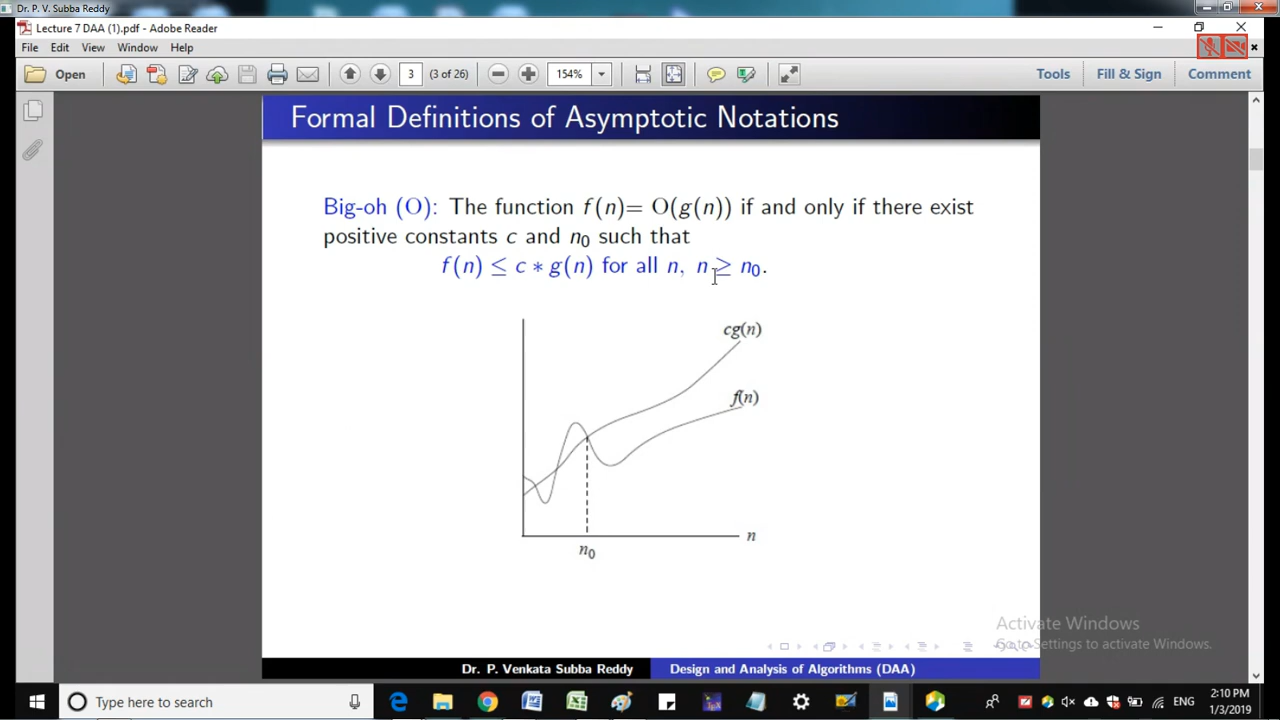 Dr. P. V. Subba Reddy
Lecture 7 DAA (1).pdf - Adobe Reader
File Edit View Window Help
Open 3 (3 of 26) 154% Tools Fill & Sign Comment
Formal Definitions of Asymptotic Notations
Big-oh (O): The function f(n)= O(g(n)) if and only if there exist
positive constants c and n₀ such that
f(n) ≤ c ∗ g(n) for all n, n ≥ n₀.
cg(n)
f(n)
n
n₀
Activate Windows
Go to Settings to activate Windows.
Dr. P. Venkata Subba Reddy Design and Analysis of Algorithms (DAA)
Type here to search ENG 2:10 PM
1/3/2019